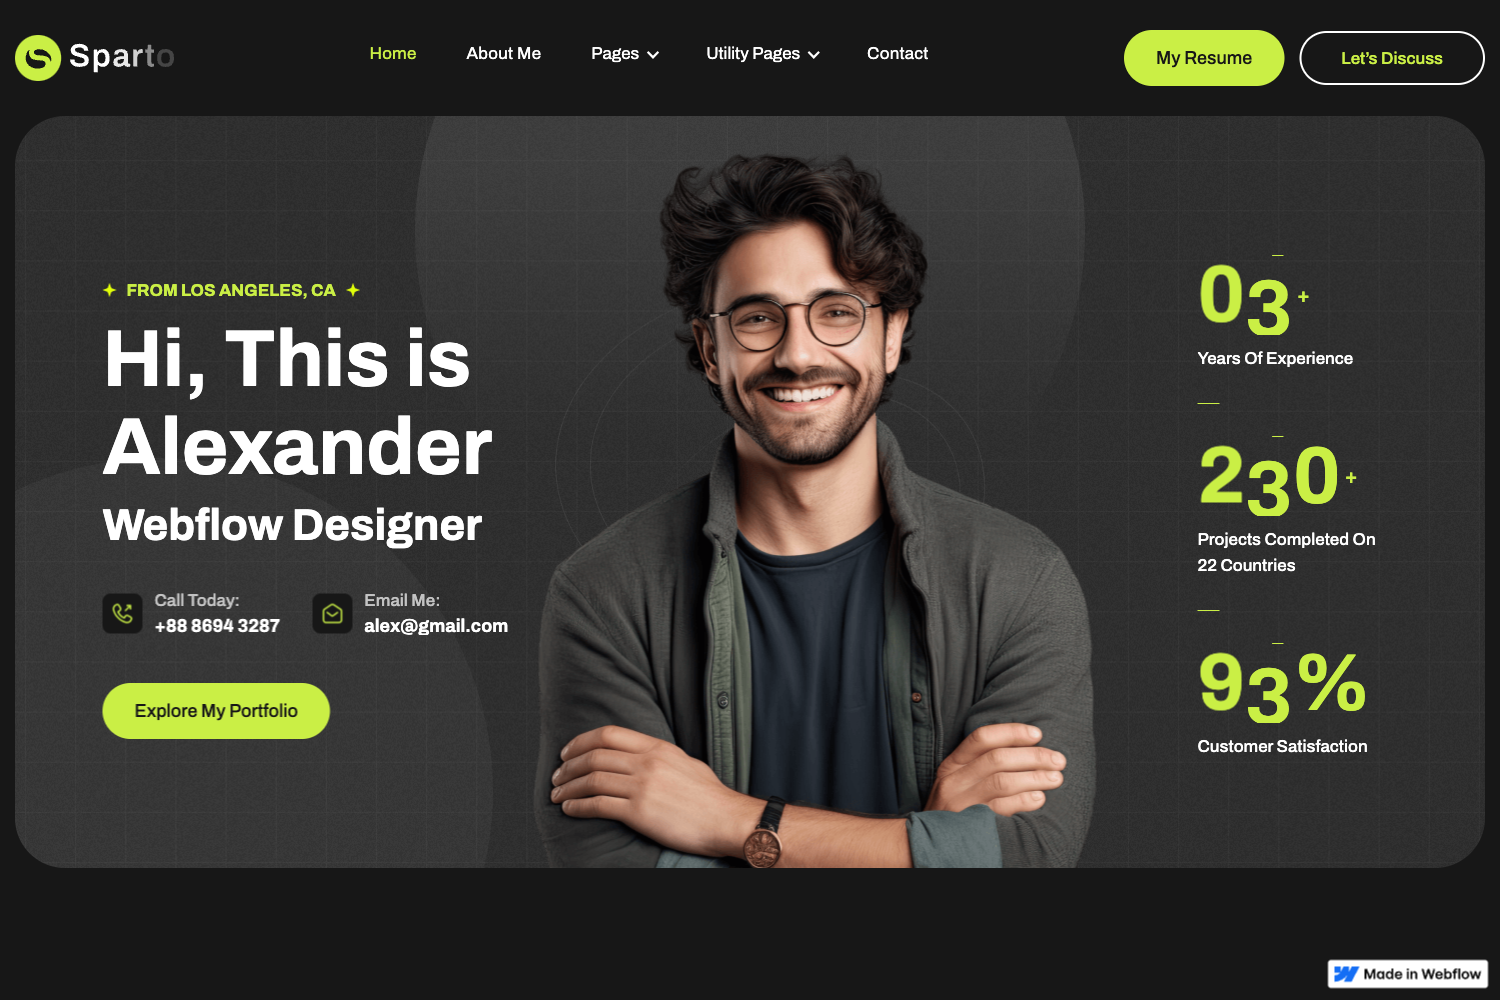 Sparto
Home
About Me
Pages
Utility Pages
Contact
My Resume
Let's Discuss
FROM LOS ANGELES, CA
Hi, This is
Alexander
Webflow Designer
Call Today:
+88 8694 3287
Email Me:
alex@gmail.com
Explore My Portfolio
03+
Years Of Experience
230+
Projects Completed On
22 Countries
93%
Customer Satisfaction
Made in Webflow